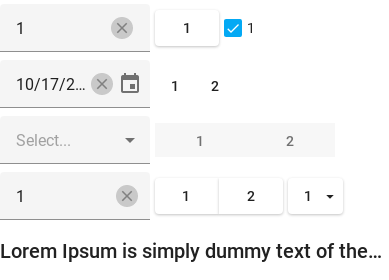 1 1 1
10/17/2... 1 2
Select... 1 2
1 1 2 1
Lorem Ipsum is simply dummy text of the...